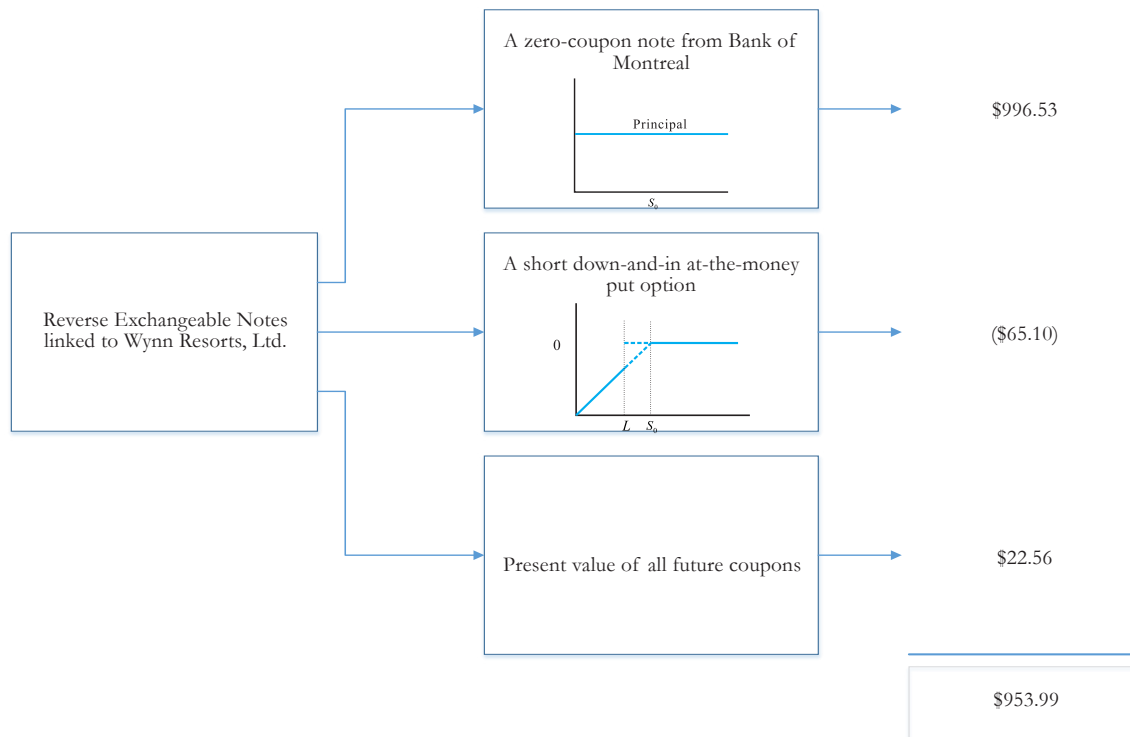 A zero-coupon note from Bank of
Montreal
Principal
S₀
$996.53
Reverse Exchangeable Notes
linked to Wynn Resorts, Ltd.
A short down-and-in at-the-money
put option
0
L S₀
($65.10)
Present value of all future coupons
$22.56
$953.99